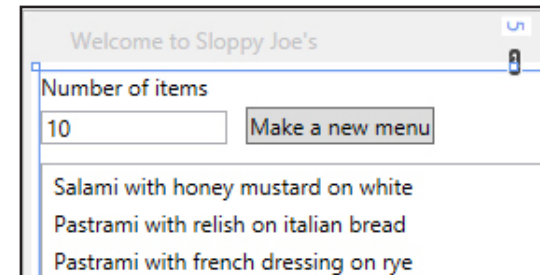 Welcome to Sloppy Joe's
5
Number of items
10
Make a new menu
Salami with honey mustard on white
Pastrami with relish on italian bread
Pastrami with french dressing on rye